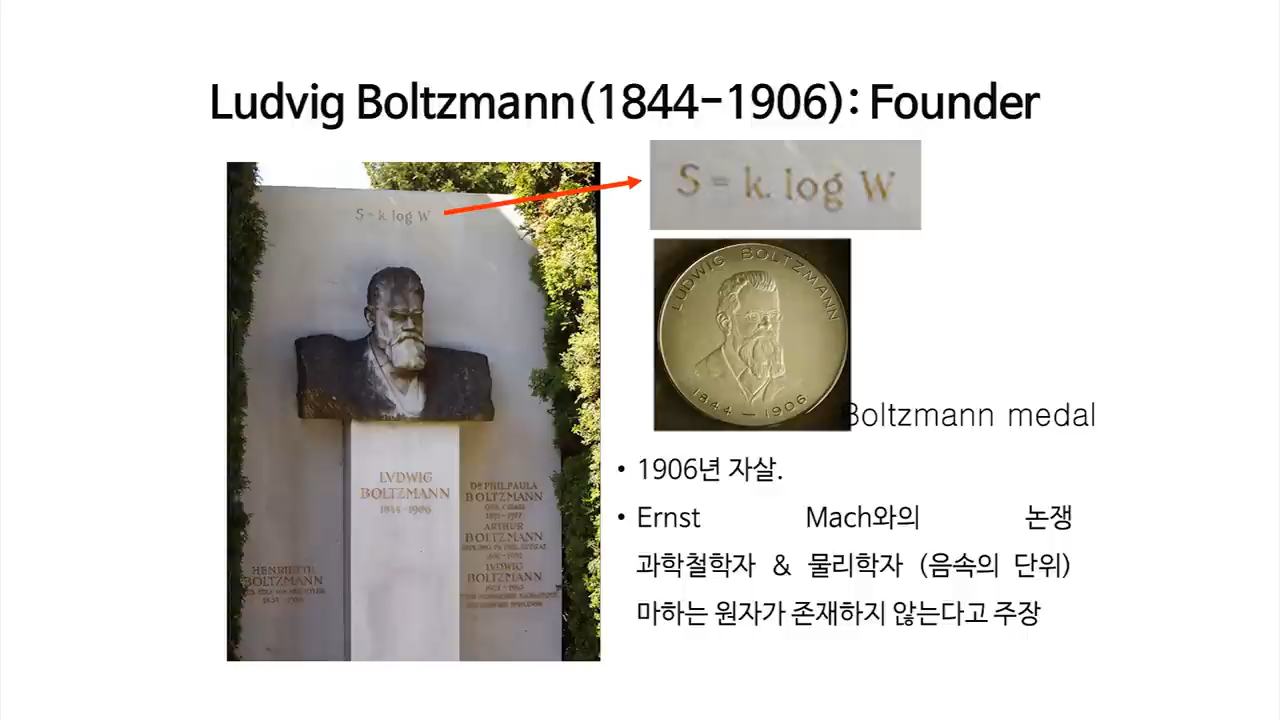 Ludvig Boltzmann(1844-1906): Founder
S = k. log W
S = k. log W
LUDWIG BOLTZMANN
1844 — 1906
Boltzmann medal
LVDWIG
BOLTZMANN
1844-1906
DR PHIL PAULA
BOLTZMANN
ARTHUR
BOLTZMANN
LVDWIG
BOLTZMANN
HENRIETTE
BOLTZMANN
• 1906년 자살.
• Ernst Mach와의 논쟁
과학철학자 & 물리학자 (음속의 단위)
마하는 원자가 존재하지 않는다고 주장